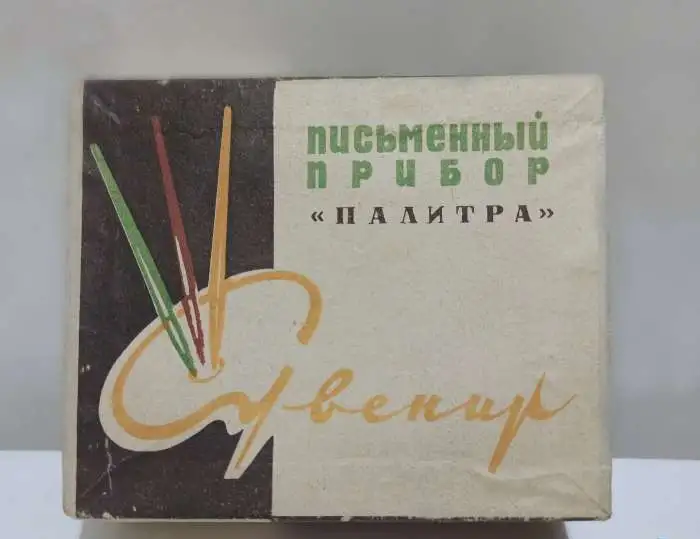 письменный
прибор
«ПАЛИТРА»
Сувенир